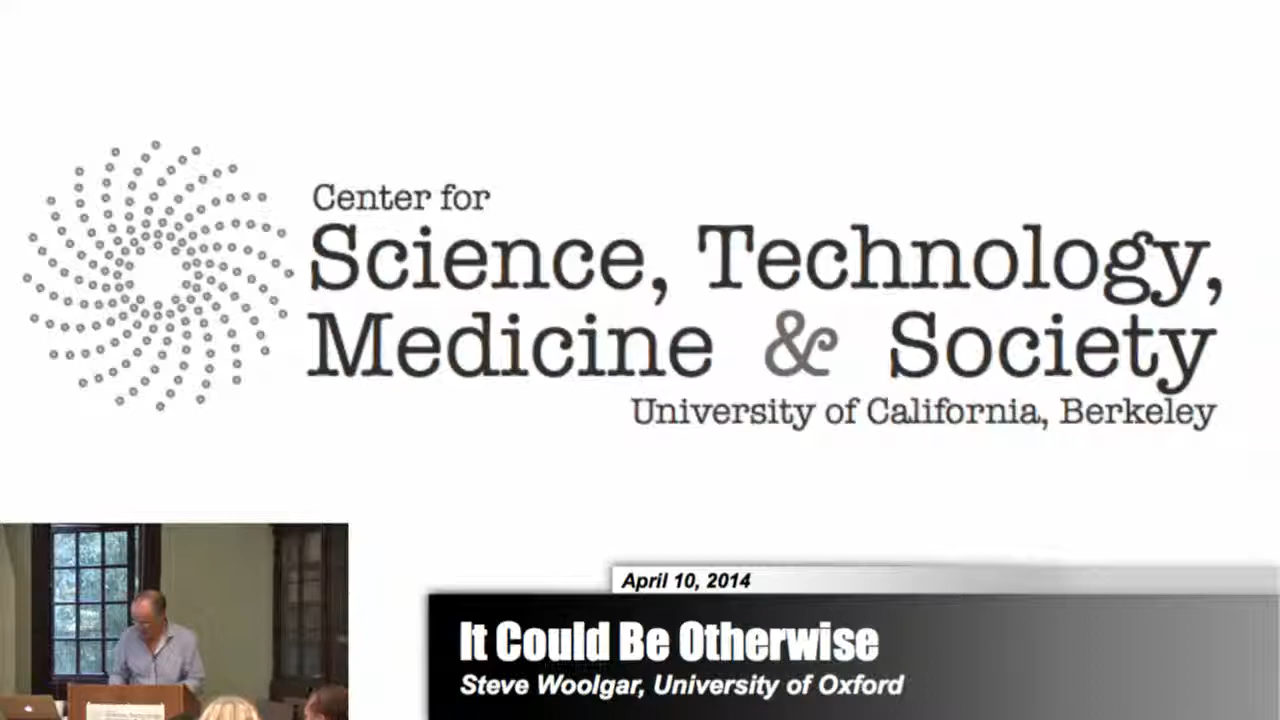 Center for
Science, Technology,
Medicine & Society
University of California, Berkeley
April 10, 2014
It Could Be Otherwise
Steve Woolgar, University of Oxford